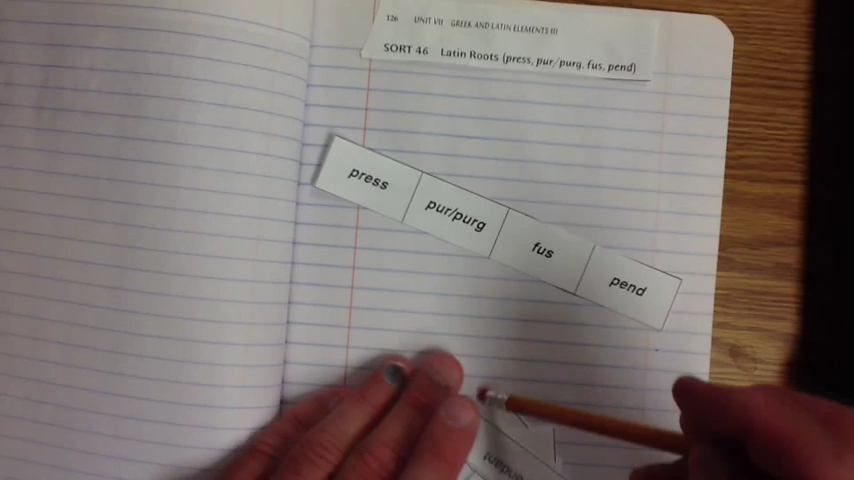 126 UNIT VII GREEK AND LATIN ELEMENTS III
SORT 46 Latin Roots (press, pur/purg, fus, pend)
press
pur/purg
fus
pend